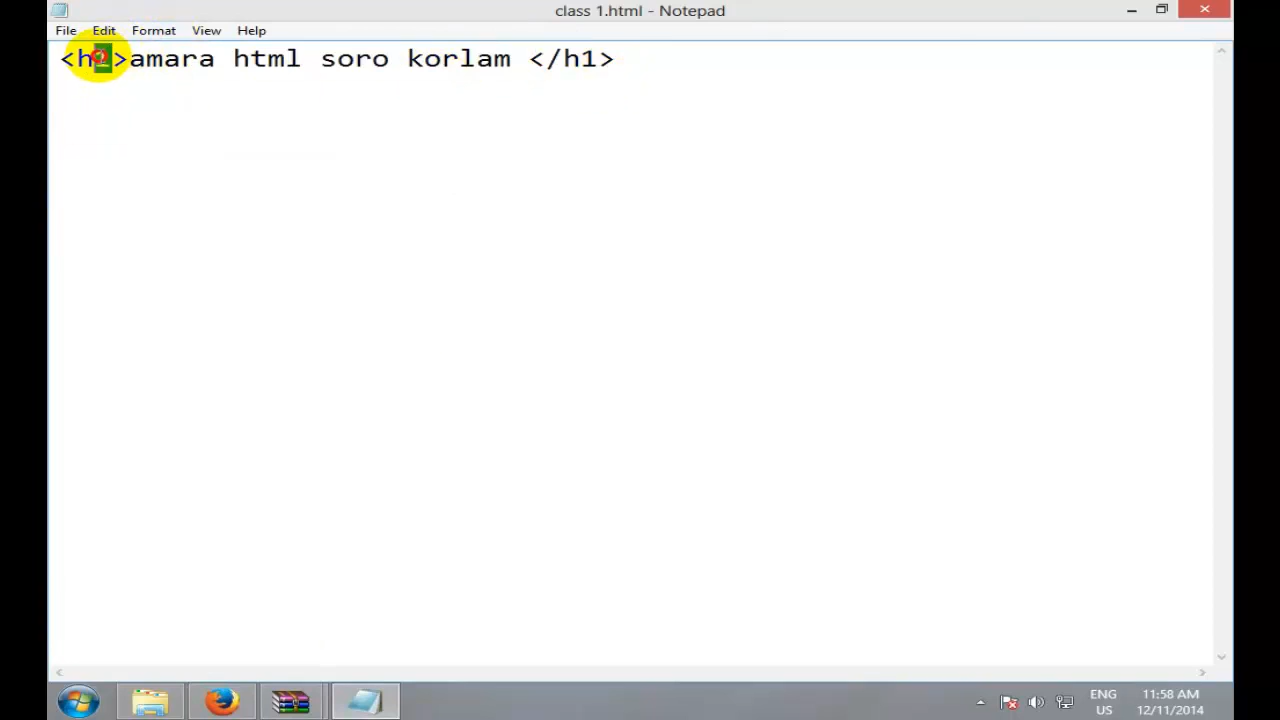 class 1.html - Notepad
File Edit Format View Help
<h1>amara html soro korlam </h1>
ENG 11:58 AM
US 12/11/2014